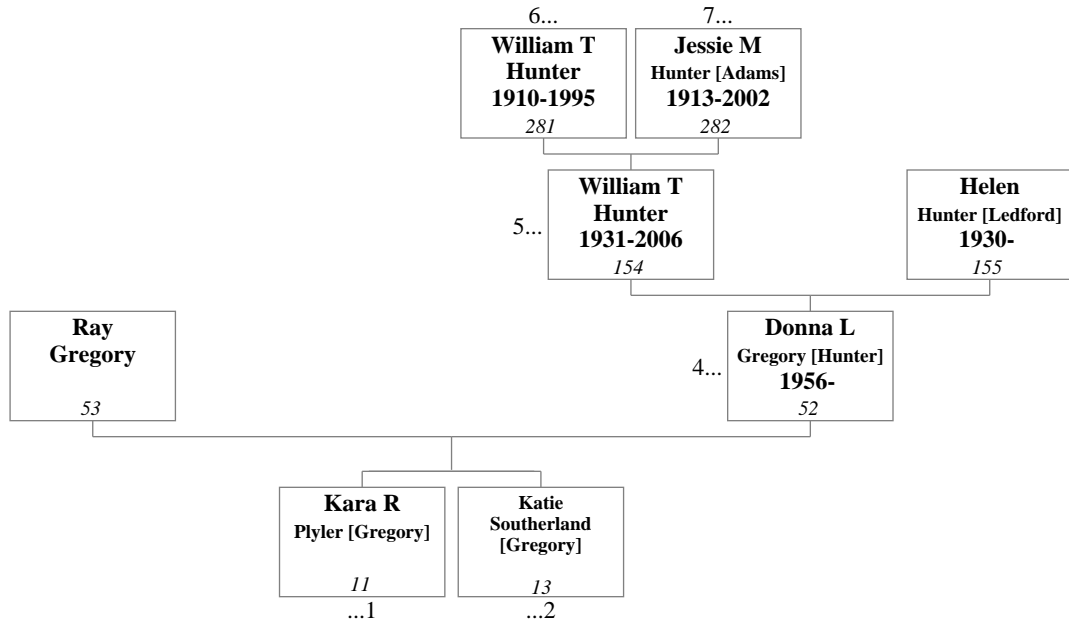 6...
7...
William T
Hunter
1910-1995
281
Jessie M
Hunter [Adams]
1913-2002
282
5...
William T
Hunter
1931-2006
154
Helen
Hunter [Ledford]
1930-
155
Ray
Gregory
53
4...
Donna L
Gregory [Hunter]
1956-
52
Kara R
Plyler [Gregory]
11
...1
Katie
Southerland
[Gregory]
13
...2